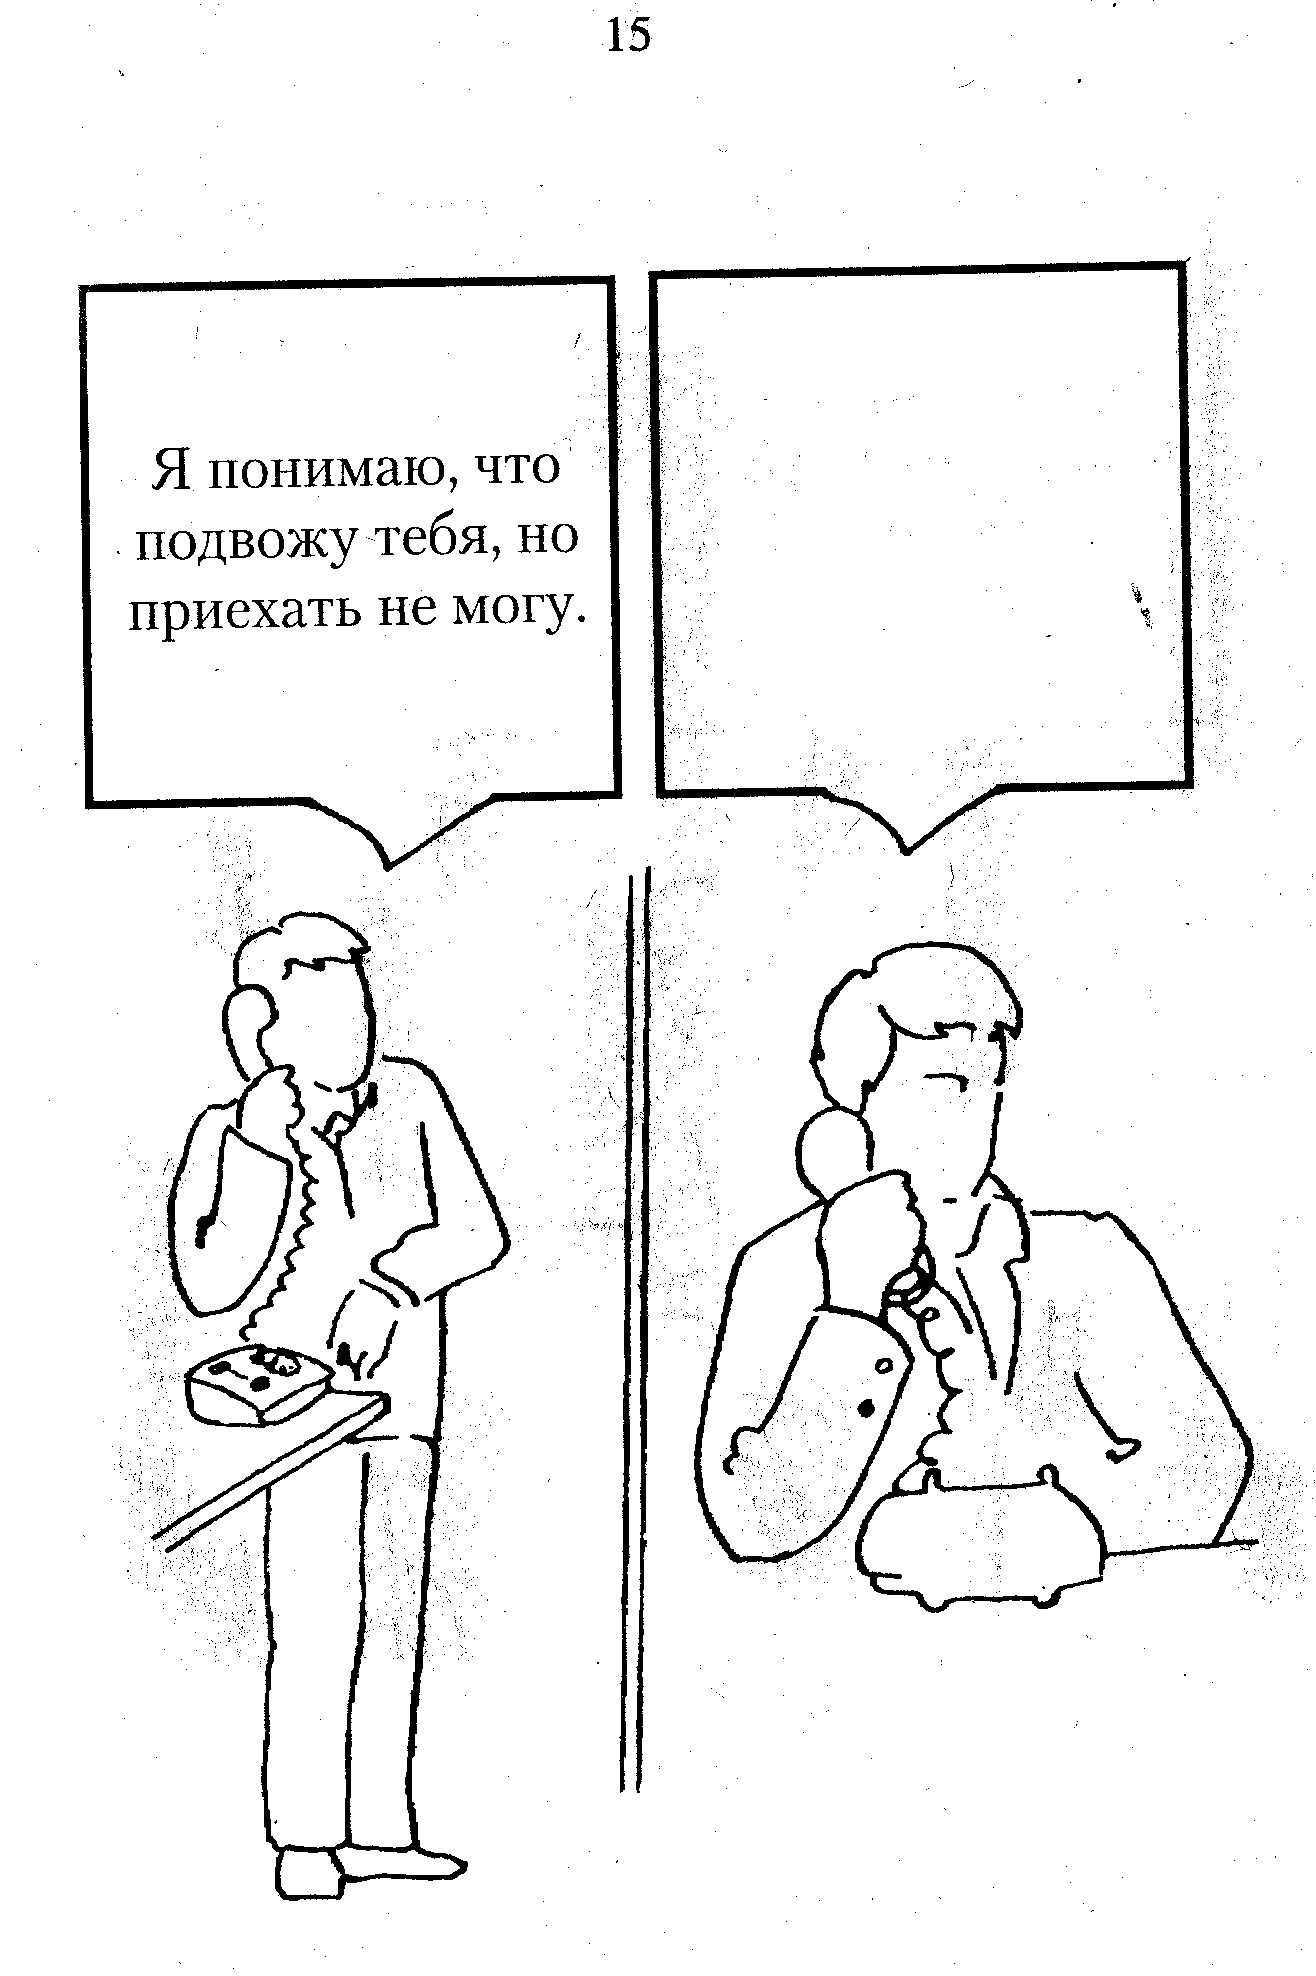 15
Я понимаю, что
подвожу тебя, но
приехать не могу.